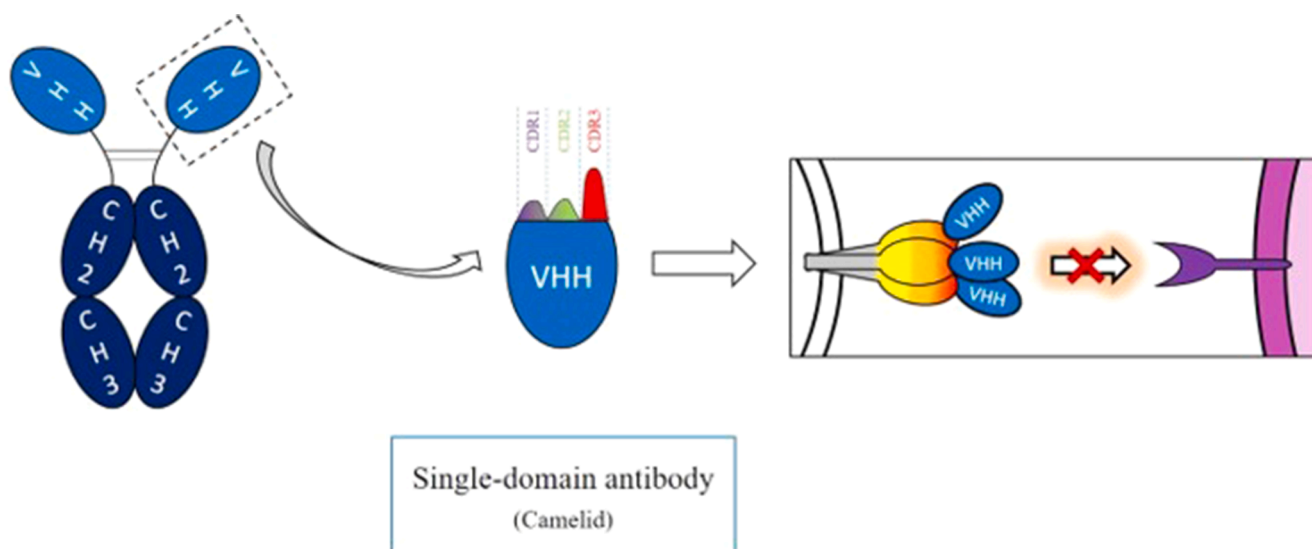 VHH
VHH
CH2
CH2
CH3
CH3
CDR1
CDR2
CDR3
VHH
VHH
VHH
VHH
Single-domain antibody
(Camelid)